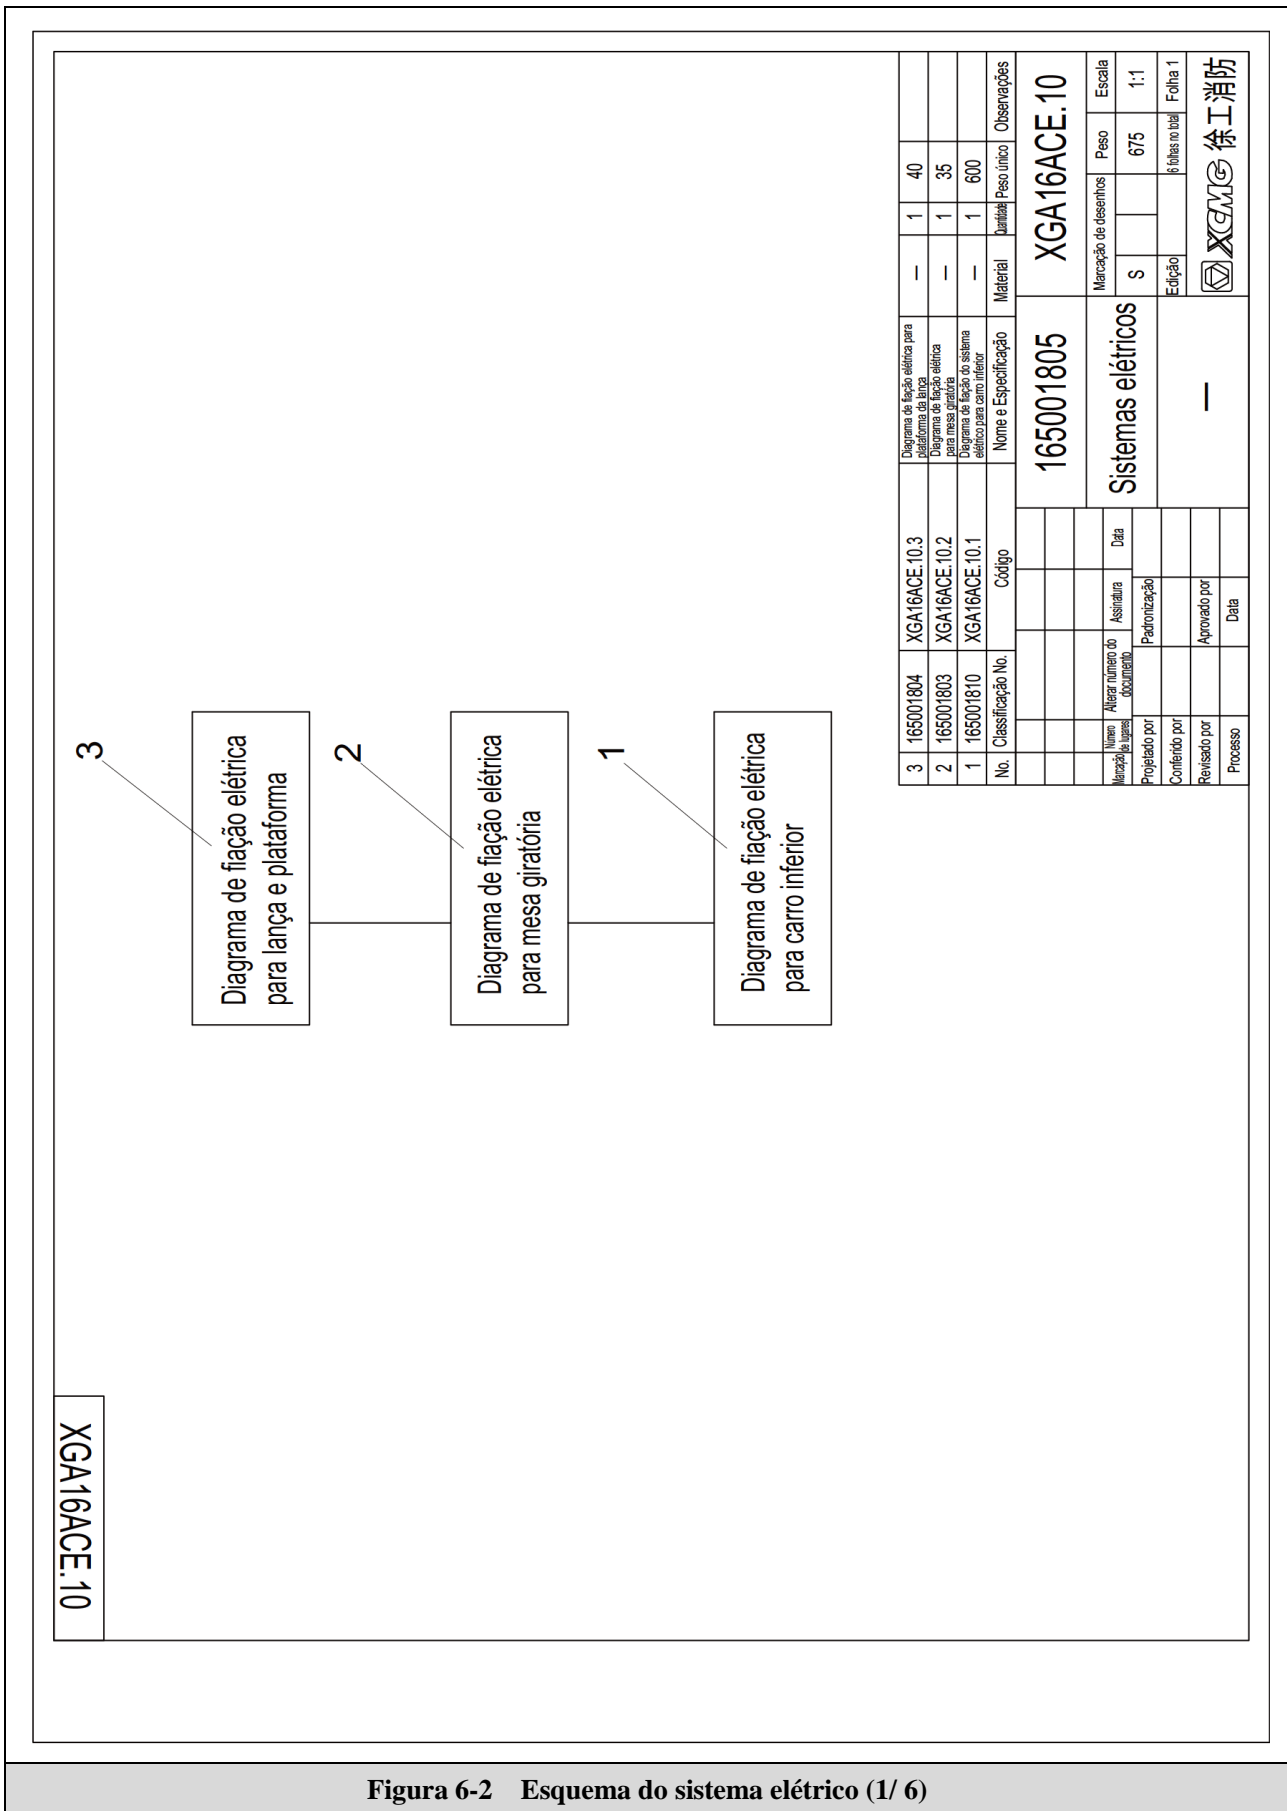 XGA16ACE.10
3
Diagrama de fiação elétrica
para lança e plataforma
2
Diagrama de fiação elétrica
para mesa giratória
1
Diagrama de fiação elétrica
para carro inferior
3 165001804 XGA16ACE.10.3 Diagrama de fiação elétrica para plataforma da lança — 1 40
2 165001803 XGA16ACE.10.2 Diagrama de fiação elétrica para mesa giratória — 1 35
1 165001810 XGA16ACE.10.1 Diagrama de fiação do sistema elétrico para carro inferior — 1 600
No. Classificação No. Código Nome e Especificação Material Quantidade Peso único Observações
165001805 XGA16ACE.10
Marcação Número de lugares Alterar número do documento Assinatura Data
Sistemas elétricos
Marcação de desenhos Peso Escala
S 675 1:1
Projetado por Padronização
Conferido por
Edição 6 folhas no total Folha 1
Revisado por Aprovado por
Processo Data
—
XCMG 徐工消防
Figura 6-2 Esquema do sistema elétrico (1/ 6)